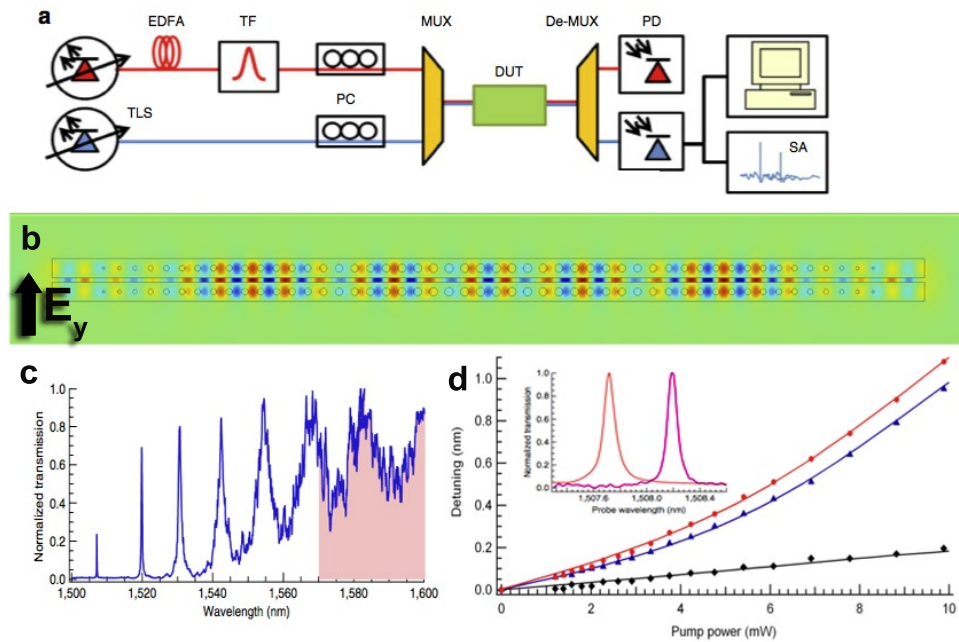 a
EDFA
TF
MUX
De-MUX
PD
DUT
TLS
PC
PD
SA
b
E
y
c
Normalized transmission
1.0
0.8
0.6
0.4
0.2
0.0
1,500
1,520
1,540
1,560
1,580
1,600
Wavelength (nm)
d
Detuning (nm)
1.0
0.8
0.6
0.4
0.2
0.0
0
2
4
6
8
10
Pump power (mW)
Normalized transmission
1.0
0.8
0.6
0.4
0.2
0.0
1,507.6
1,508.0
1,508.4
Probe wavelength (nm)